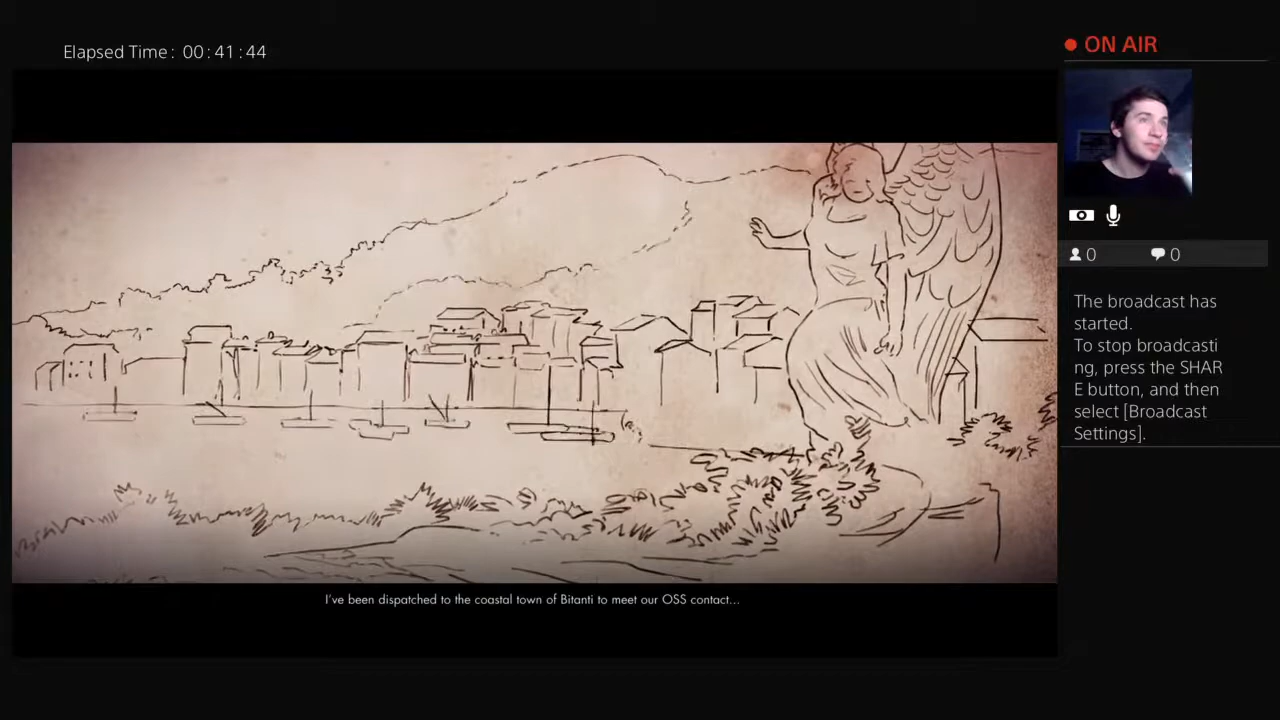 Elapsed Time: 00:41:44
ON AIR
0 0
The broadcast has
started.
To stop broadcasti
ng, press the SHAR
E button, and then
select [Broadcast
Settings].
I've been dispatched to the coastal town of Bitanti to meet our OSS contact...